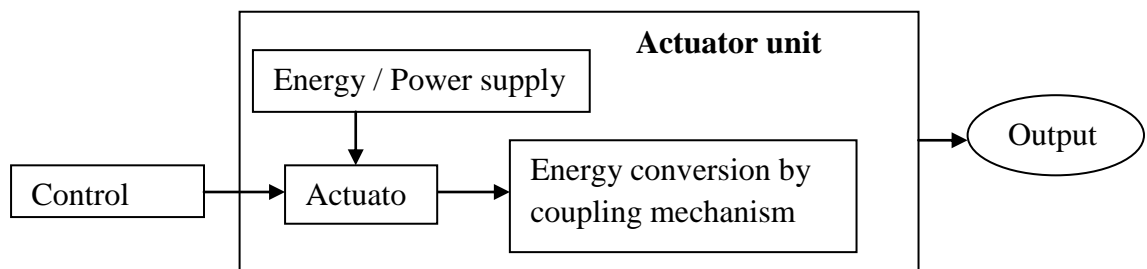 Actuator unit
Energy / Power supply
Output
Control
Actuato
Energy conversion by
coupling mechanism